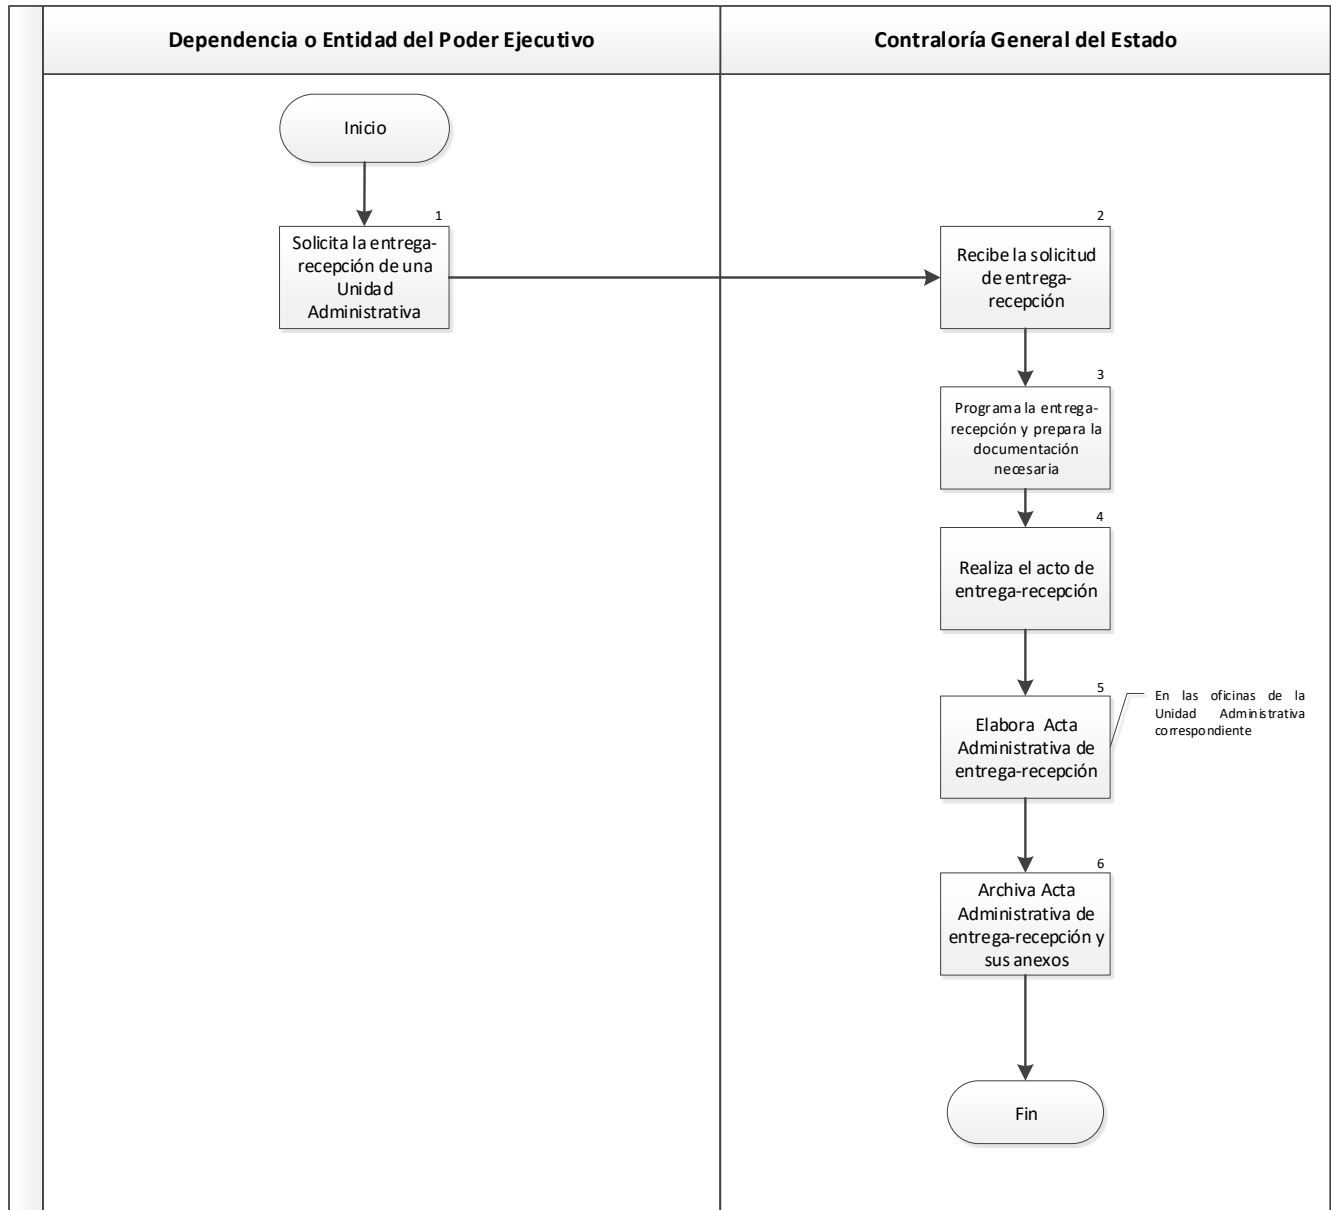 Dependencia o Entidad del Poder Ejecutivo
Contraloría General del Estado
Inicio
1
Solicita la entrega-
recepción de una
Unidad
Administrativa
2
Recibe la solicitud
de entrega-
recepción
3
Programa la entrega-
recepción y prepara la
documentación
necesaria
4
Realiza el acto de
entrega-recepción
5
Elabora Acta
Administrativa de
entrega-recepción
En las oficinas de la
Unidad Administrativa
correspondiente
6
Archiva Acta
Administrativa de
entrega-recepción y
sus anexos
Fin